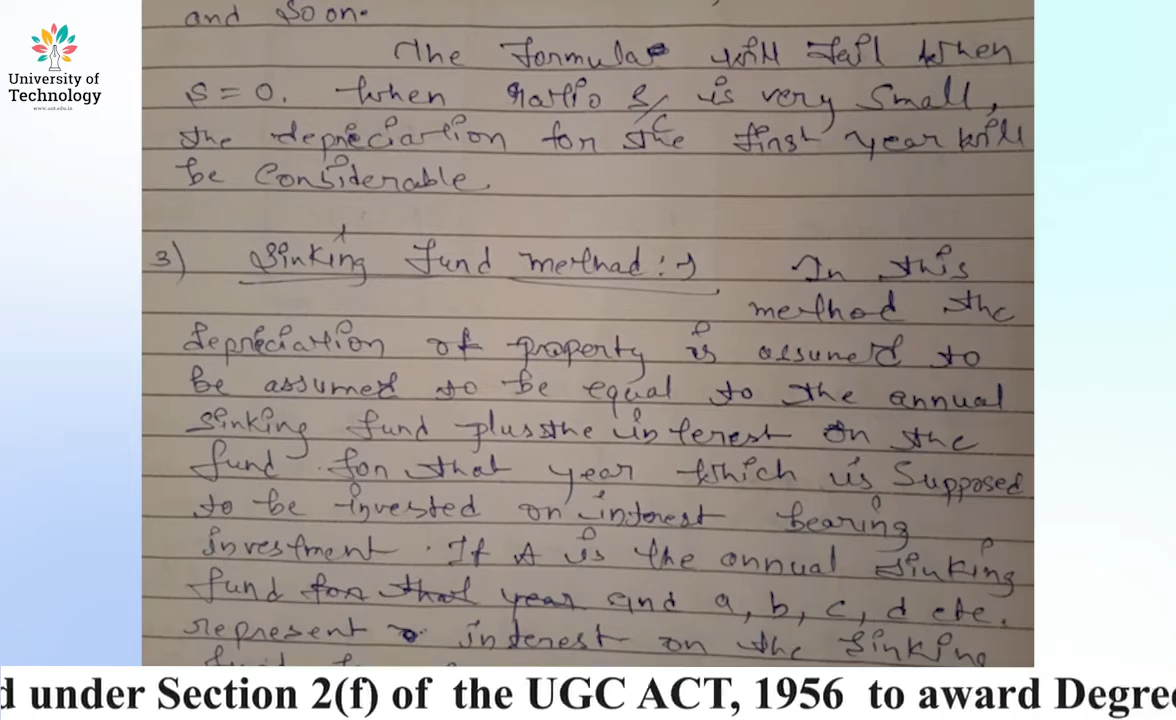 and so on.
The formula will fail when
S = 0. When ratio S/C is very small,
the depreciation for the first year will
be considerable.
3) Sinking fund method :-) In this
method the
depreciation of property is assumed to
be assumed to be equal to the annual
sinking fund plus the interest on the
fund for that year which is supposed
to be invested on interest bearing
investment. If A is the annual sinking
fund for that year and a, b, c, d etc.
represent interest on the sinking
University of
Technology
www.uot.edu.in
d under Section 2(f) of the UGC ACT, 1956 to award Degre